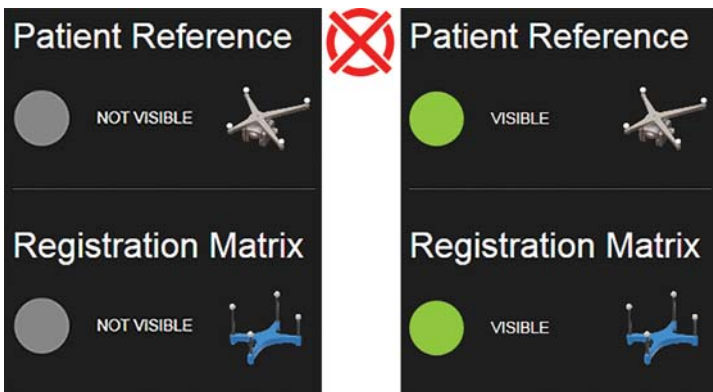 Patient Reference
NOT VISIBLE
Registration Matrix
NOT VISIBLE
Patient Reference
VISIBLE
Registration Matrix
VISIBLE